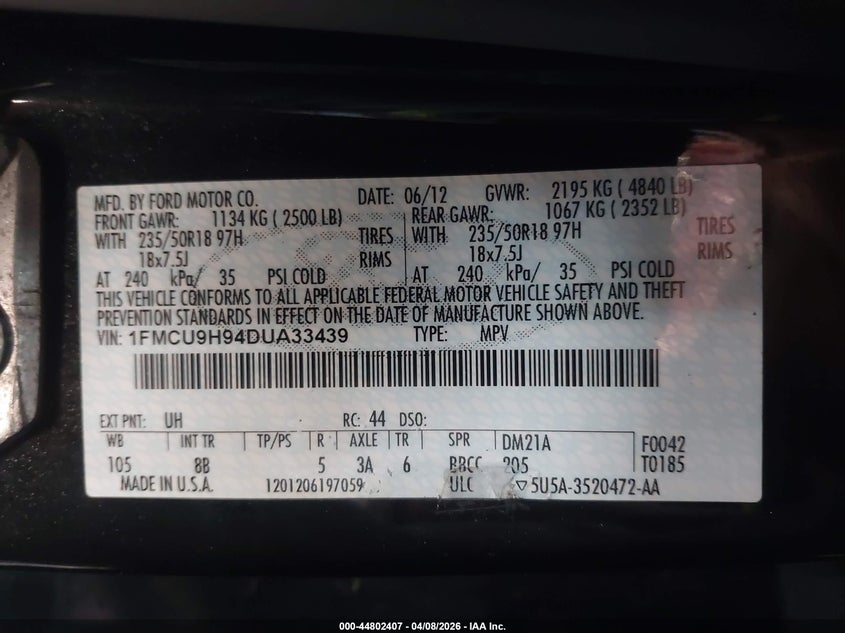 MFD. BY FORD MOTOR CO. DATE: 06/12 GVWR: 2195 KG ( 4840 LB)
FRONT GAWR: 1134 KG ( 2500 LB) REAR GAWR: 1067 KG ( 2352 LB)
WITH 235/50R18 97H TIRES WITH 235/50R18 97H TIRES
18x7.5J RIMS 18x7.5J RIMS
AT 240 kPa/ 35 PSI COLD AT 240 kPa/ 35 PSI COLD
THIS VEHICLE CONFORMS TO ALL APPLICABLE FEDERAL MOTOR VEHICLE SAFETY AND THEFT
PREVENTION STANDARDS IN EFFECT ON THE DATE OF MANUFACTURE SHOWN ABOVE.
VIN: 1FMCU9H94DUA33439 TYPE: MPV
EXT PNT: UH RC: 44 DSO:
WB INT TR TP/PS R AXLE TR SPR DM21A F0042
105 8B 5 3A 6 205 T0185
MADE IN U.S.A. 1201206197059 ▽5U5A-3520472-AA
000-44802407 - 04/08/2026 - IAA Inc.